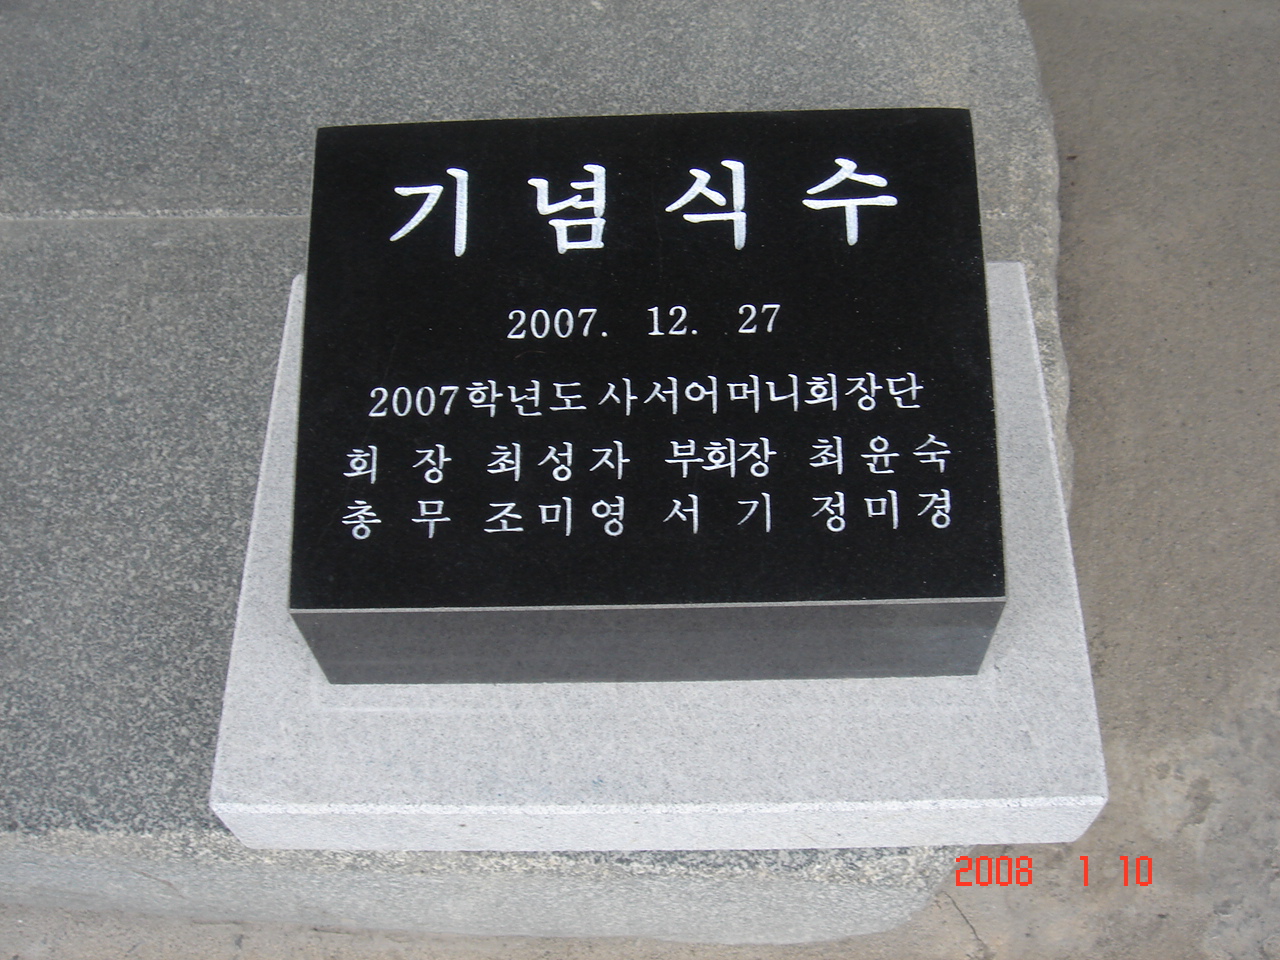 기념식수
2007. 12. 27
2007학년도 사서어머니회장단
회 장 최성자 부회장 최윤숙
총 무 조미영 서 기 정미경
2008 1 10